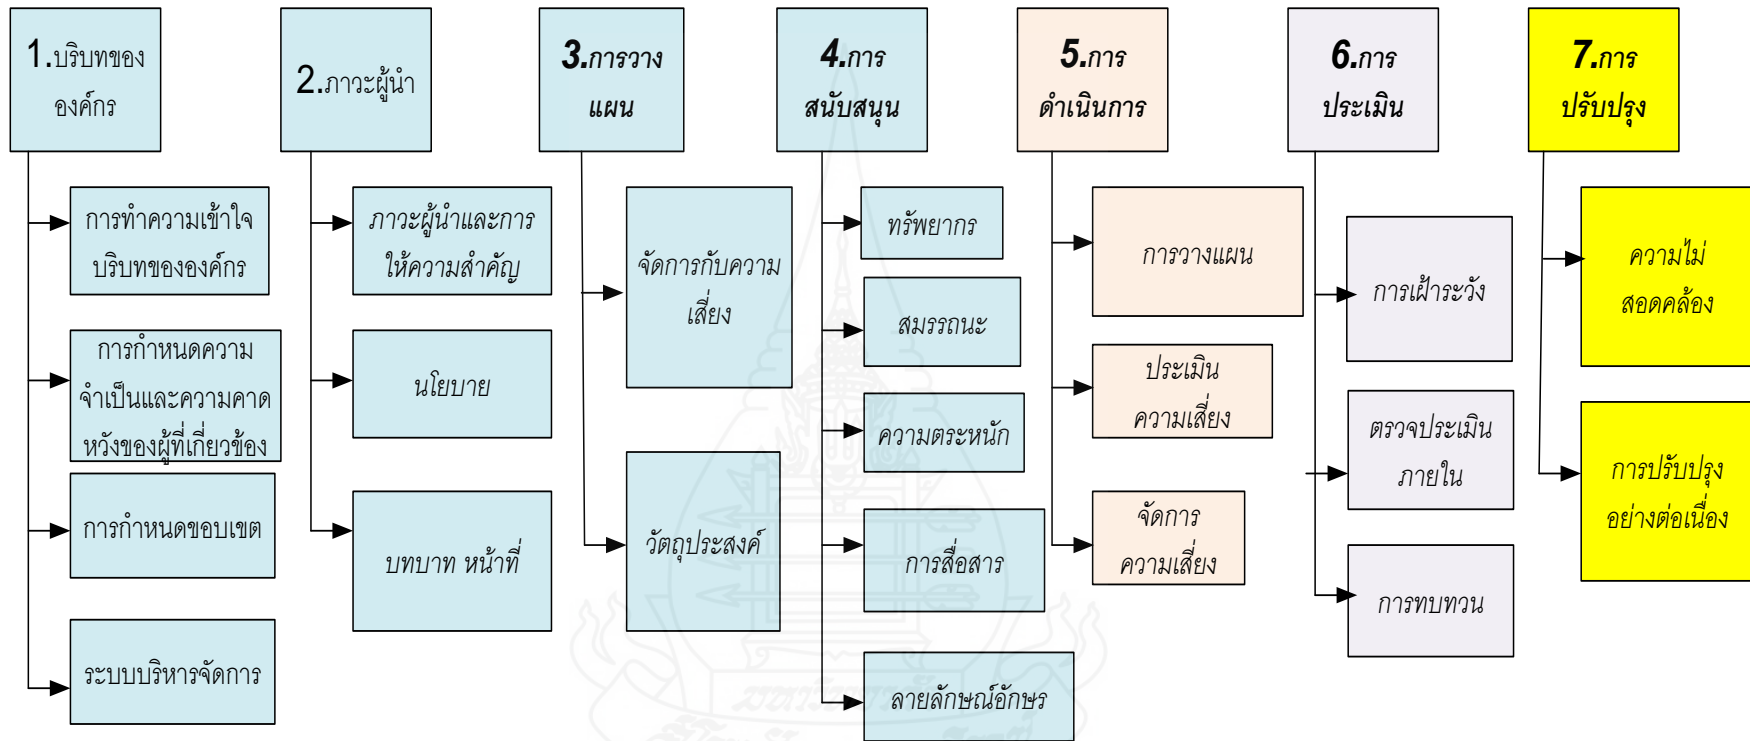 1.บริบทของ
องค์กร
การทำความเข้าใจ
บริบทขององค์กร
การกำหนดความ
จำเป็นและความคาด
หวังของผู้ที่เกี่ยวข้อง
การกำหนดขอบเขต
ระบบบริหารจัดการ
2.ภาวะผู้นำ
ภาวะผู้นำและการ
ให้ความสำคัญ
นโยบาย
บทบาท หน้าที่
3.การวาง
แผน
จัดการกับความ
เสี่ยง
วัตถุประสงค์
4.การ
สนับสนุน
ทรัพยากร
สมรรถนะ
ความตระหนัก
การสื่อสาร
ลายลักษณ์อักษร
5.การ
ดำเนินการ
การวางแผน
ประเมิน
ความเสี่ยง
จัดการ
ความเสี่ยง
6.การ
ประเมิน
การเฝ้าระวัง
ตรวจประเมิน
ภายใน
การทบทวน
7.การ
ปรับปรุง
ความไม่
สอดคล้อง
การปรับปรุง
อย่างต่อเนื่อง